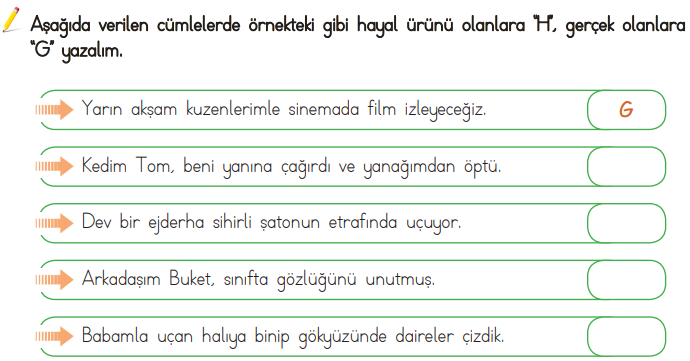 Aşağıda verilen cümlelerde örnekteki gibi hayal ürünü olanlara "H", gerçek olanlara
"G" yazalım.
Yarın akşam kuzenlerimle sinemada film izleyeceğiz. G
Kedim Tom, beni yanına çağırdı ve yanağımdan öptü.
Dev bir ejderha sihirli şatonun etrafında uçuyor.
Arkadaşım Buket, sınıfta gözlüğünü unutmuş.
Babamla uçan halıya binip gökyüzünde daireler çizdik.